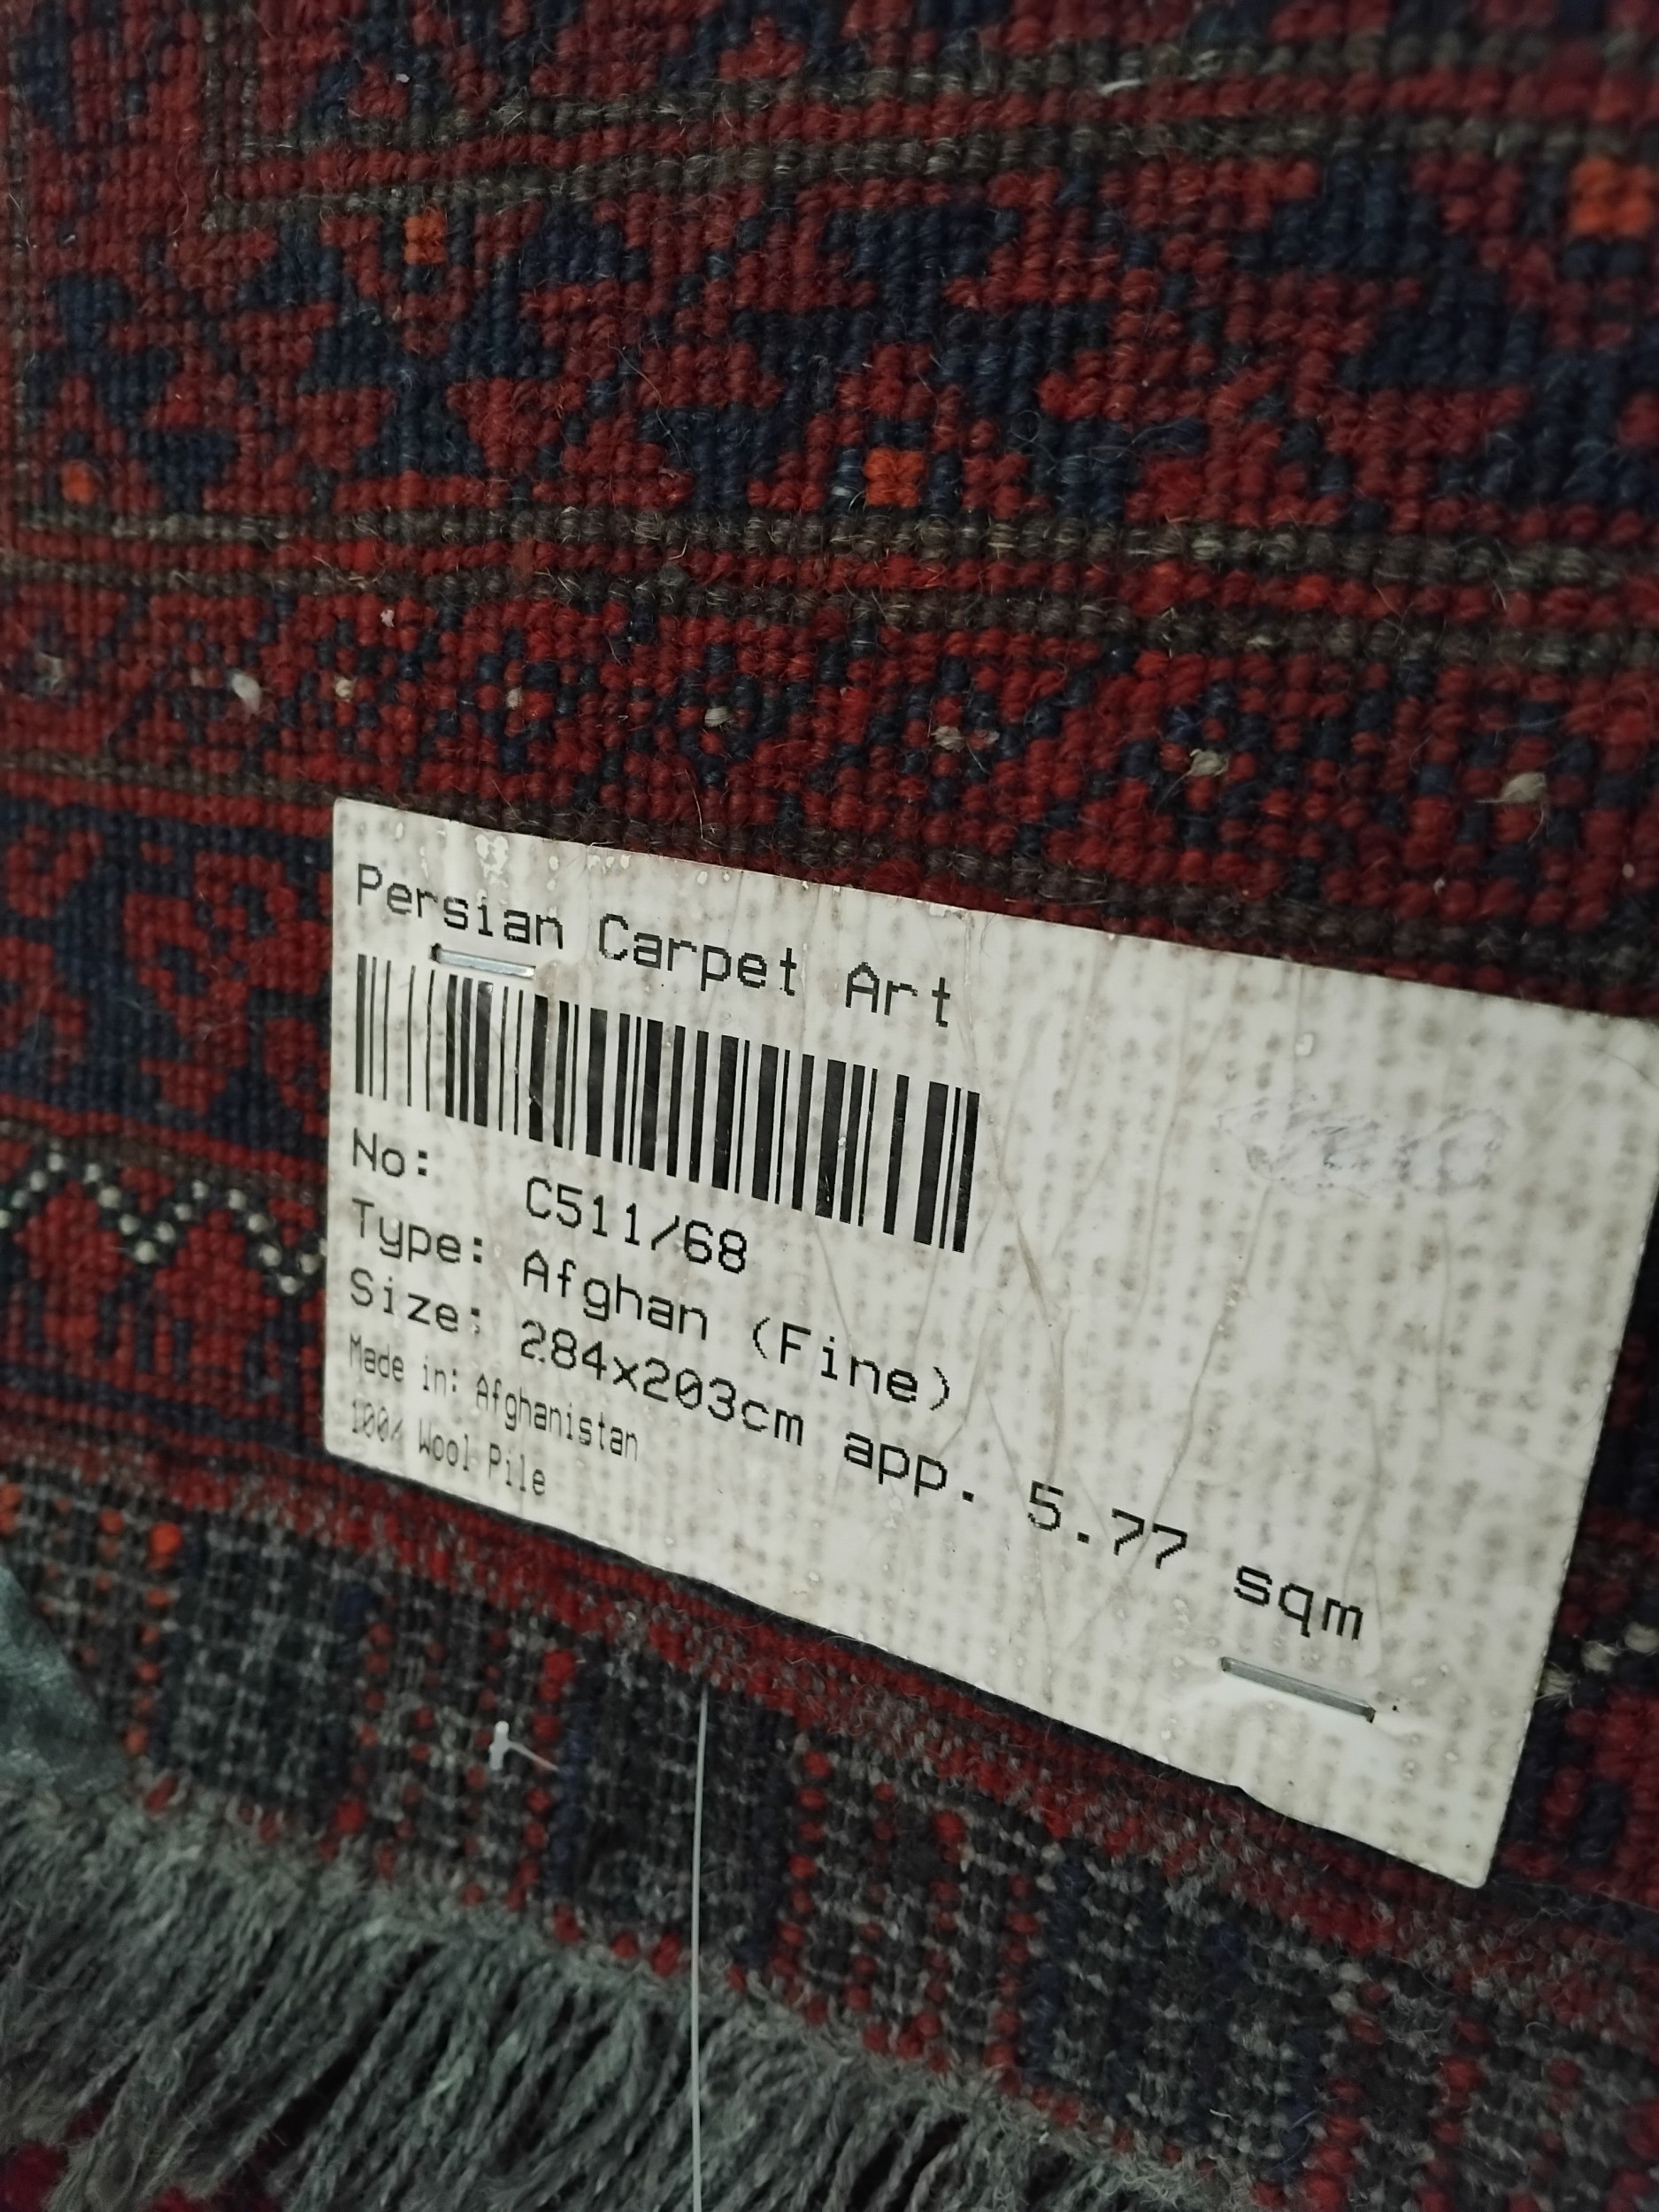 Persian Carpet Art
No: C511/68
Type: Afghan (Fine)
Size: 284x203cm app. 5.77 sqm
Made in: Afghanistan
100% Wool Pile